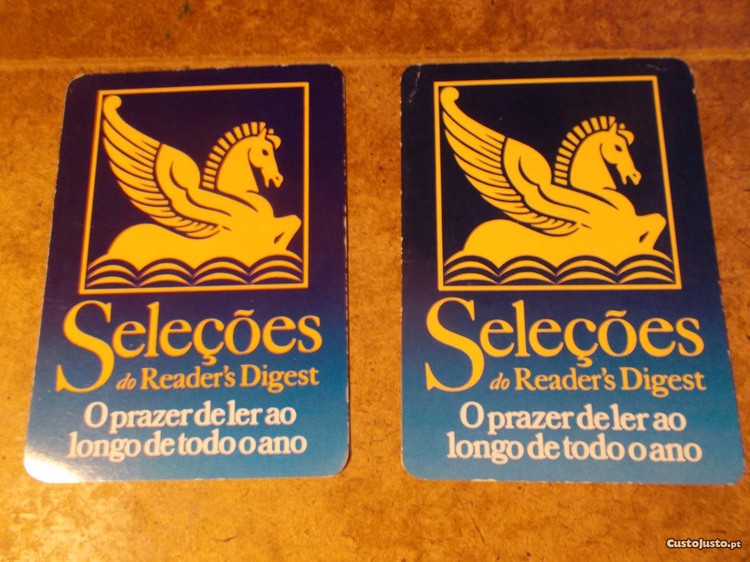 Seleções
do Reader's Digest
O prazer de ler ao
longo de todo o ano
Seleções
do Reader's Digest
O prazer de ler ao
longo de todo o ano
CustoJusto.pt